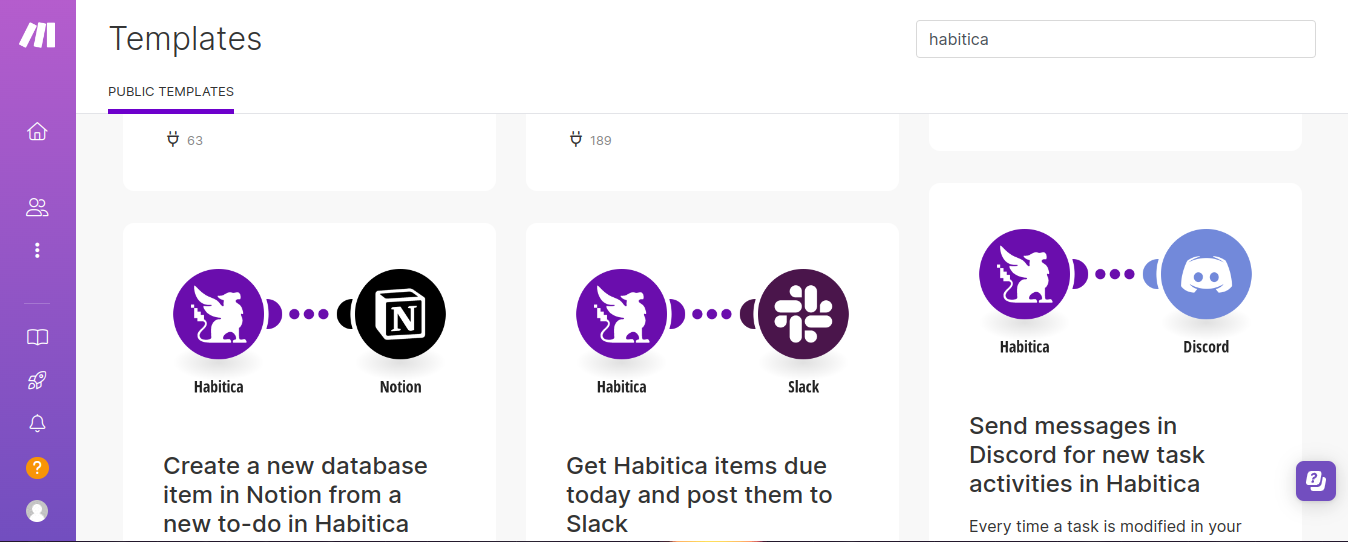 Templates
habitica
PUBLIC TEMPLATES
63
189
Habitica
Notion
Create a new database
item in Notion from a
new to-do in Habitica
Habitica
Slack
Get Habitica items due
today and post them to
Slack
Habitica
Discord
Send messages in
Discord for new task
activities in Habitica
Every time a task is modified in your